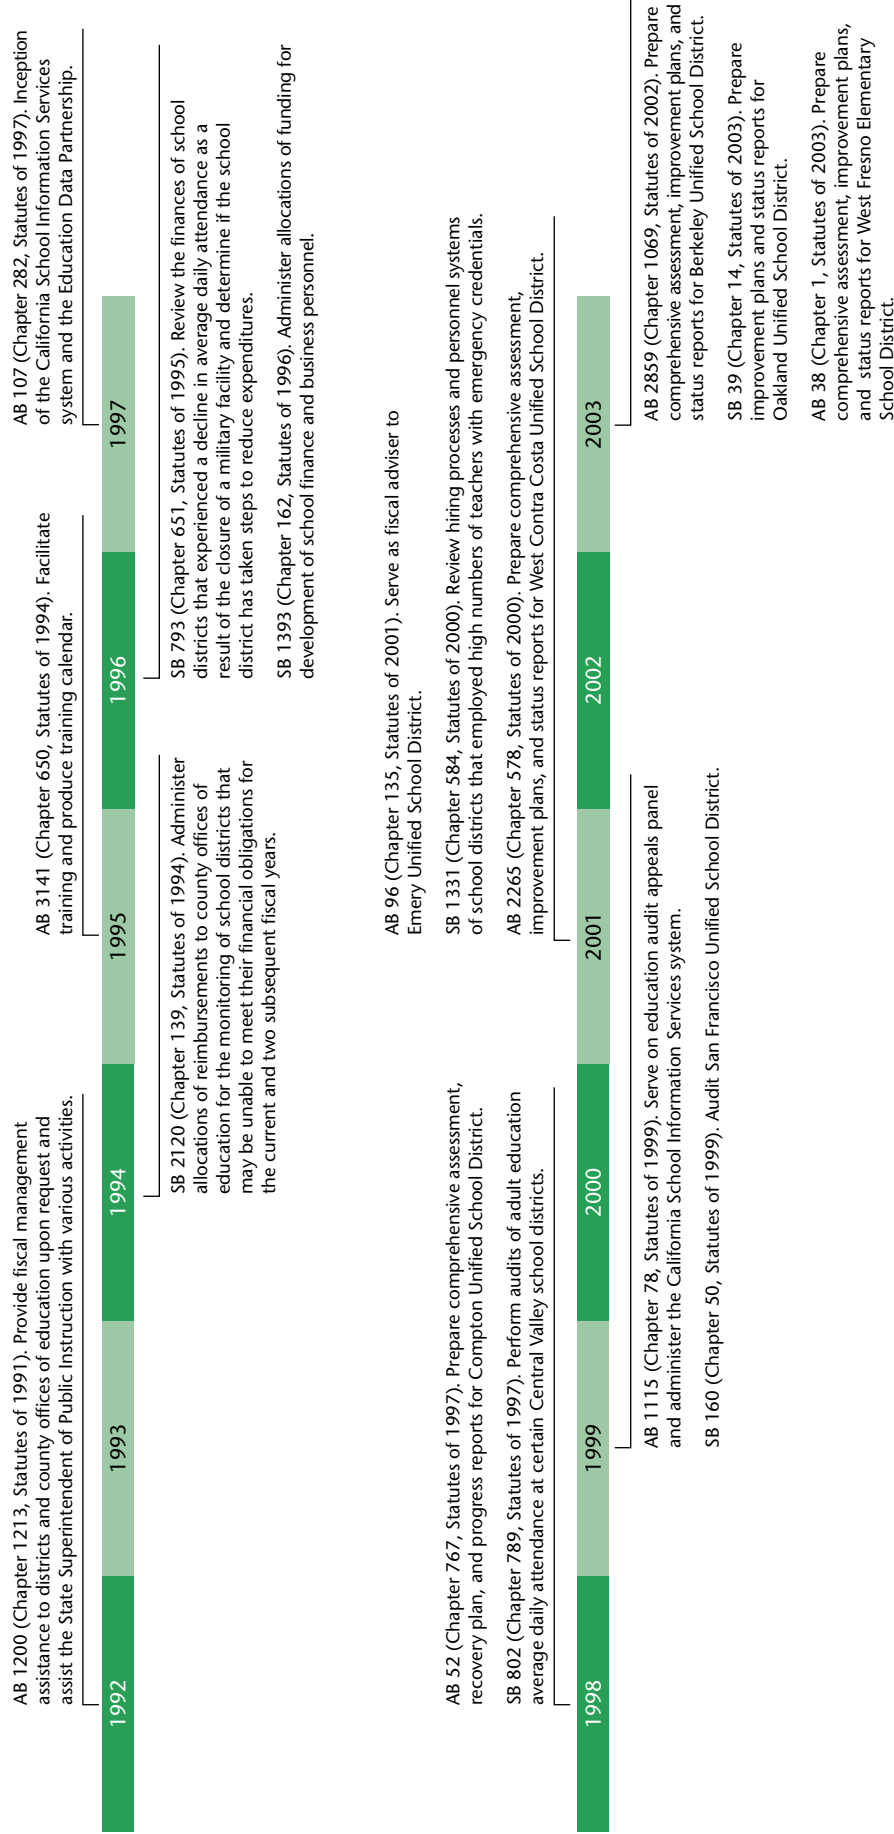 AB 1200 (Chapter 1213, Statutes of 1991). Provide fiscal management
assistance to districts and county offices of education upon request and
assist the State Superintendent of Public Instruction with various activities.
AB 3141 (Chapter 650, Statutes of 1994). Facilitate
training and produce training calendar.
AB 107 (Chapter 282, Statutes of 1997). Inception
of the California School Information Services
system and the Education Data Partnership.
1992
1993
1994
1995
1996
1997
SB 2120 (Chapter 139, Statutes of 1994). Administer
allocations of reimbursements to county offices of
education for the monitoring of school districts that
may be unable to meet their financial obligations for
the current and two subsequent fiscal years.
SB 793 (Chapter 651, Statutes of 1995). Review the finances of school
districts that experienced a decline in average daily attendance as a
result of the closure of a military facility and determine if the school
district has taken steps to reduce expenditures.
SB 1393 (Chapter 162, Statutes of 1996). Administer allocations of funding for
development of school finance and business personnel.
AB 52 (Chapter 767, Statutes of 1997). Prepare comprehensive assessment,
recovery plan, and progress reports for Compton Unified School District.
SB 802 (Chapter 789, Statutes of 1997). Perform audits of adult education
average daily attendance at certain Central Valley school districts.
AB 96 (Chapter 135, Statutes of 2001). Serve as fiscal adviser to
Emery Unified School District.
SB 1331 (Chapter 584, Statutes of 2000). Review hiring processes and personnel systems
of school districts that employed high numbers of teachers with emergency credentials.
AB 2265 (Chapter 578, Statutes of 2000). Prepare comprehensive assessment,
improvement plans, and status reports for West Contra Costa Unified School District.
1998
1999
2000
2001
2002
2003
AB 1115 (Chapter 78, Statutes of 1999). Serve on education audit appeals panel
and administer the California School Information Services system.
SB 160 (Chapter 50, Statutes of 1999). Audit San Francisco Unified School District.
AB 2859 (Chapter 1069, Statutes of 2002). Prepare
comprehensive assessment, improvement plans, and
status reports for Berkeley Unified School District.
SB 39 (Chapter 14, Statutes of 2003). Prepare
improvement plans and status reports for
Oakland Unified School District.
AB 38 (Chapter 1, Statutes of 2003). Prepare
comprehensive assessment, improvement plans,
and status reports for West Fresno Elementary
School District.